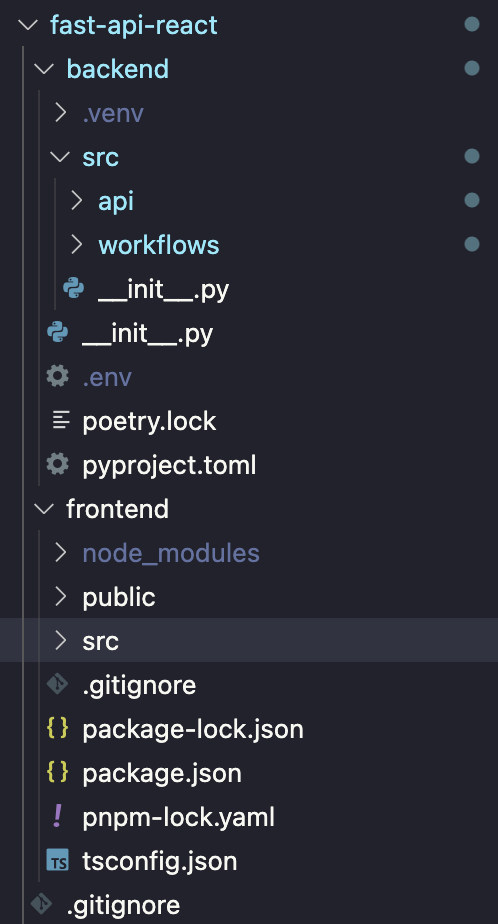 fast-api-react
backend
.venv
src
api
workflows
__init__.py
__init__.py
.env
poetry.lock
pyproject.toml
frontend
node_modules
public
src
.gitignore
{} package-lock.json
{} package.json
! pnpm-lock.yaml
TS tsconfig.json
.gitignore